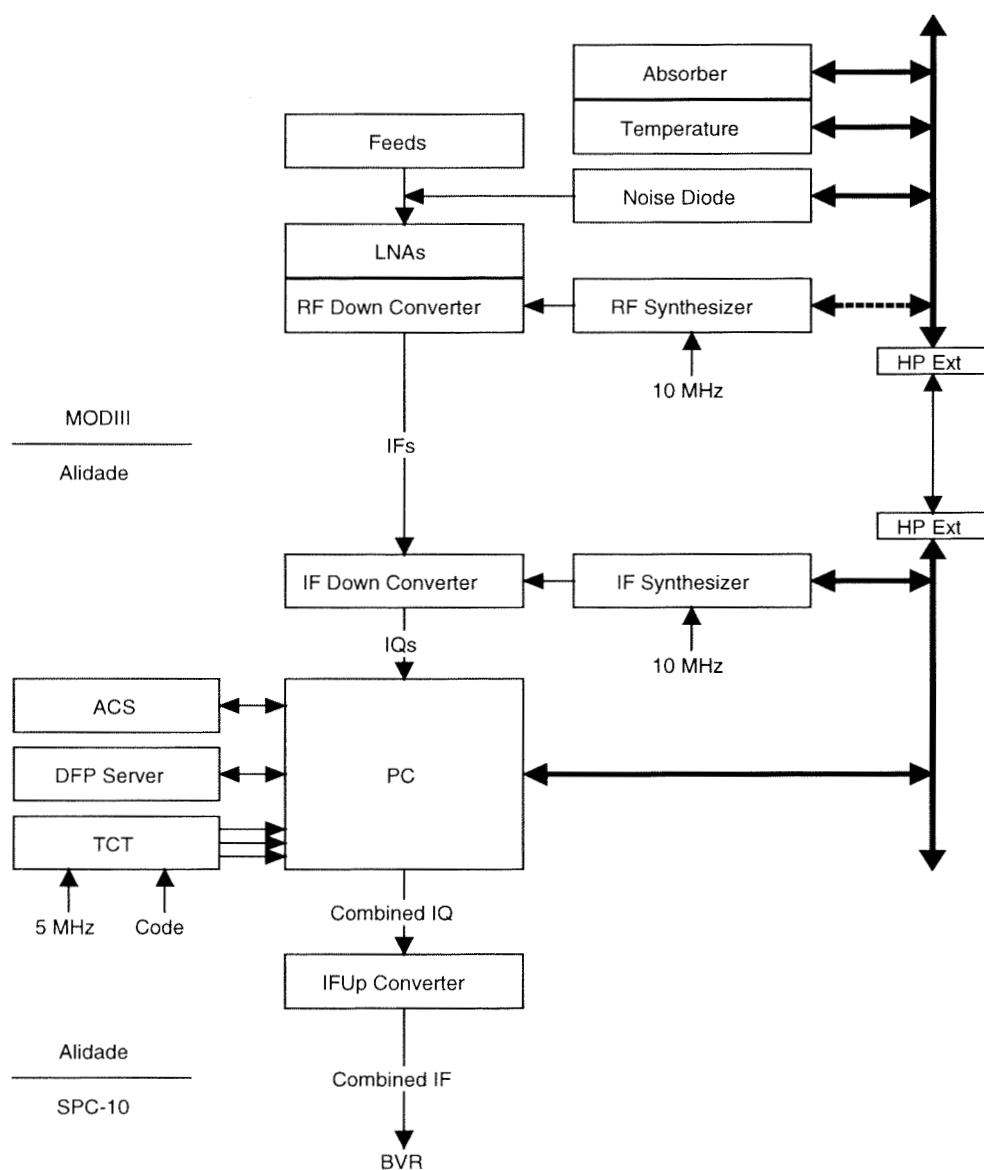 Absorber
Temperature
Feeds
Noise Diode
LNAs
RF Down Converter
RF Synthesizer
HP Ext
10 MHz
MODIII
IFs
Alidade
HP Ext
IF Down Converter
IF Synthesizer
IQs
10 MHz
ACS
DFP Server
PC
TCT
5 MHz
Code
Combined IQ
IFUp Converter
Alidade
Combined IF
SPC-10
BVR